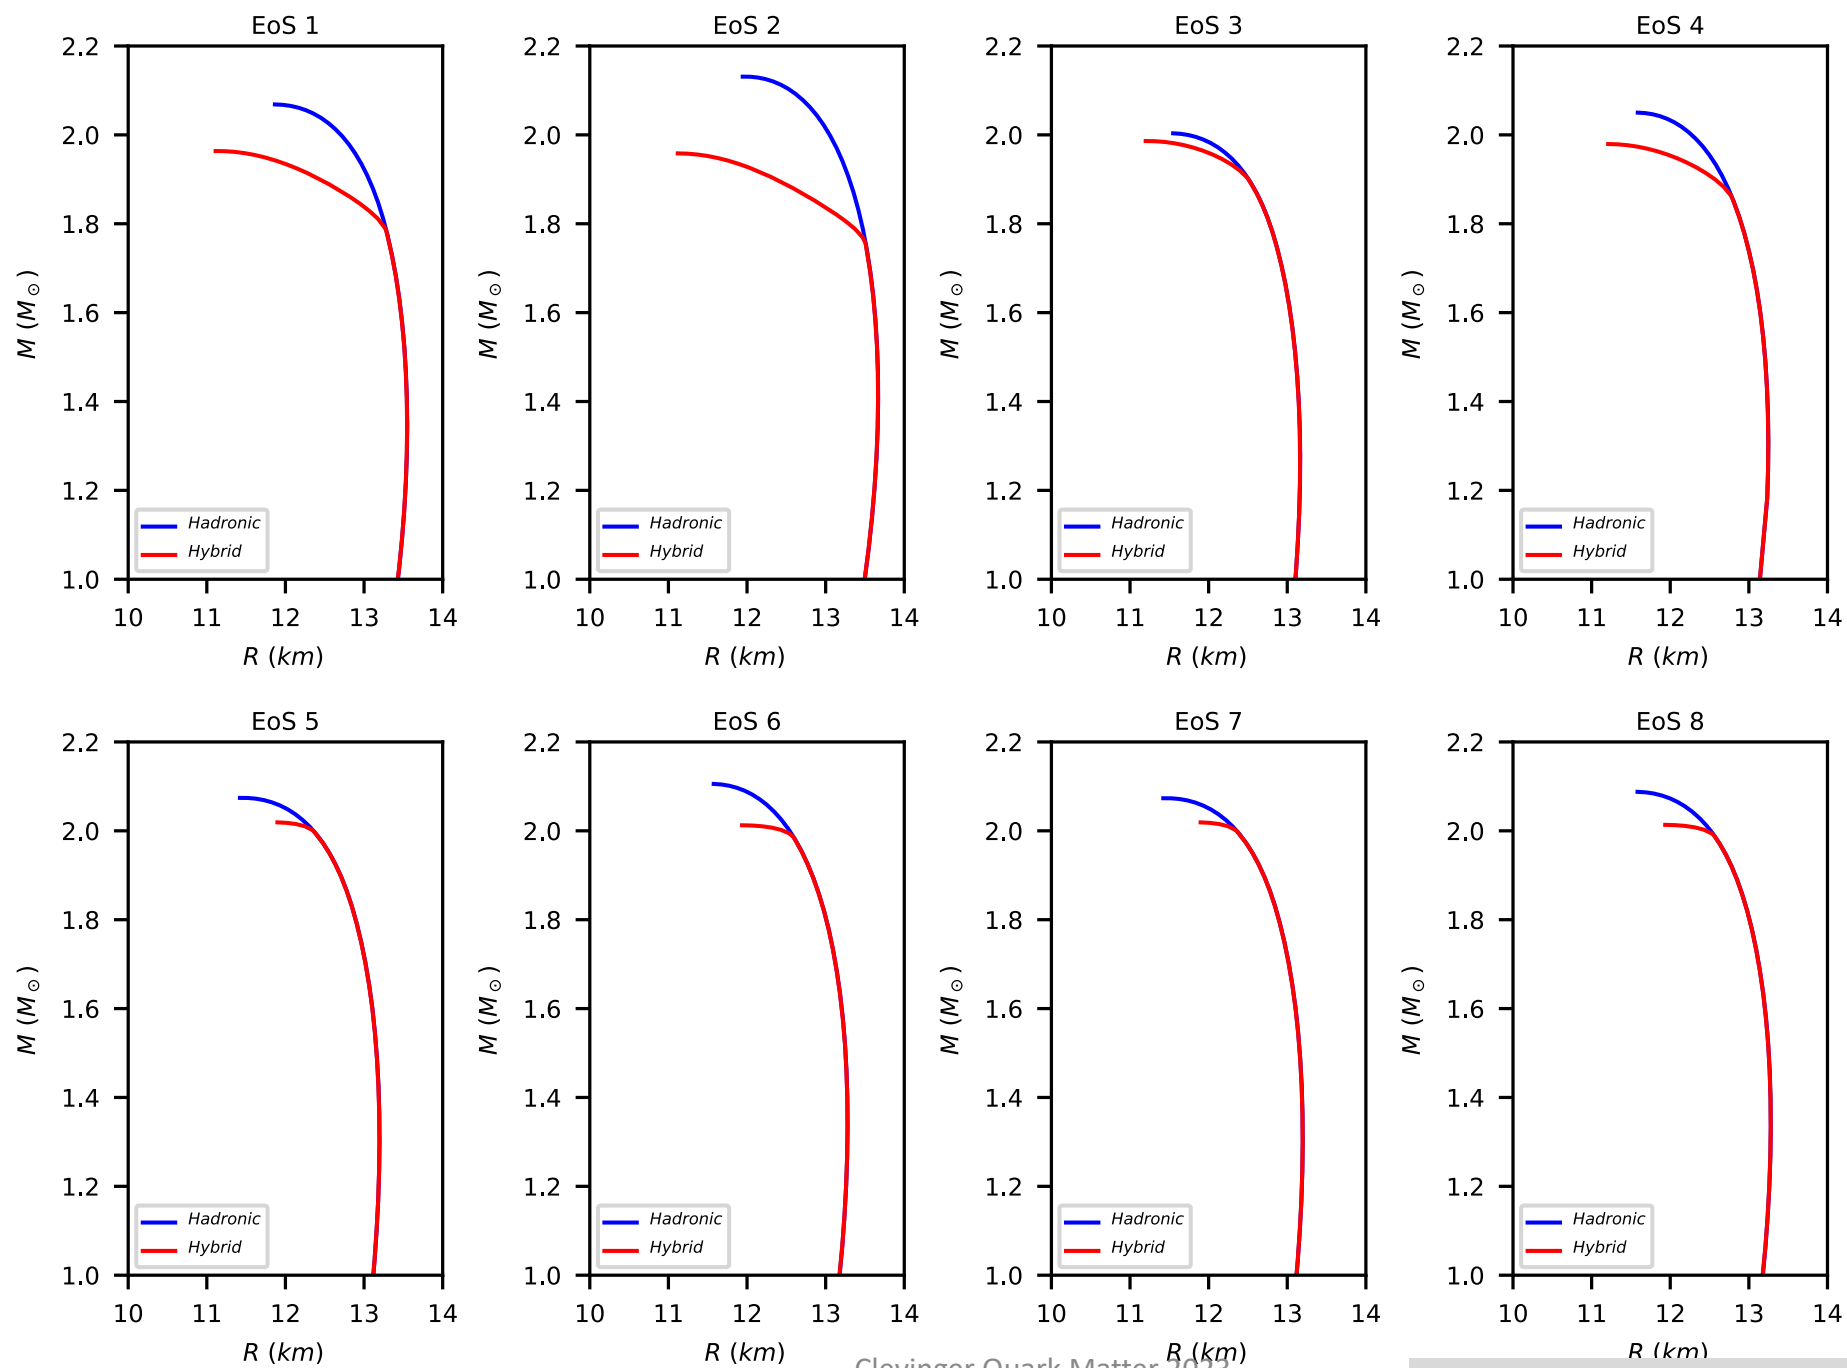 EoS 1
2.2
2.0
1.8
1.6
1.4
1.2
1.0
M (M⊙)
Hadronic
Hybrid
10 11 12 13 14
R (km)
EoS 2
2.2
2.0
1.8
1.6
1.4
1.2
1.0
M (M⊙)
Hadronic
Hybrid
10 11 12 13 14
R (km)
EoS 3
2.2
2.0
1.8
1.6
1.4
1.2
1.0
M (M⊙)
Hadronic
Hybrid
10 11 12 13 14
R (km)
EoS 4
2.2
2.0
1.8
1.6
1.4
1.2
1.0
M (M⊙)
Hadronic
Hybrid
10 11 12 13 14
R (km)
EoS 5
2.2
2.0
1.8
1.6
1.4
1.2
1.0
M (M⊙)
Hadronic
Hybrid
10 11 12 13 14
R (km)
EoS 6
2.2
2.0
1.8
1.6
1.4
1.2
1.0
M (M⊙)
Hadronic
Hybrid
10 11 12 13 14
R (km)
EoS 7
2.2
2.0
1.8
1.6
1.4
1.2
1.0
M (M⊙)
Hadronic
Hybrid
10 11 12 13 14
R (km)
EoS 8
2.2
2.0
1.8
1.6
1.4
1.2
1.0
M (M⊙)
Hadronic
Hybrid
10 11 12 13 14
R (km)
Clevinger Quark Matter 2023